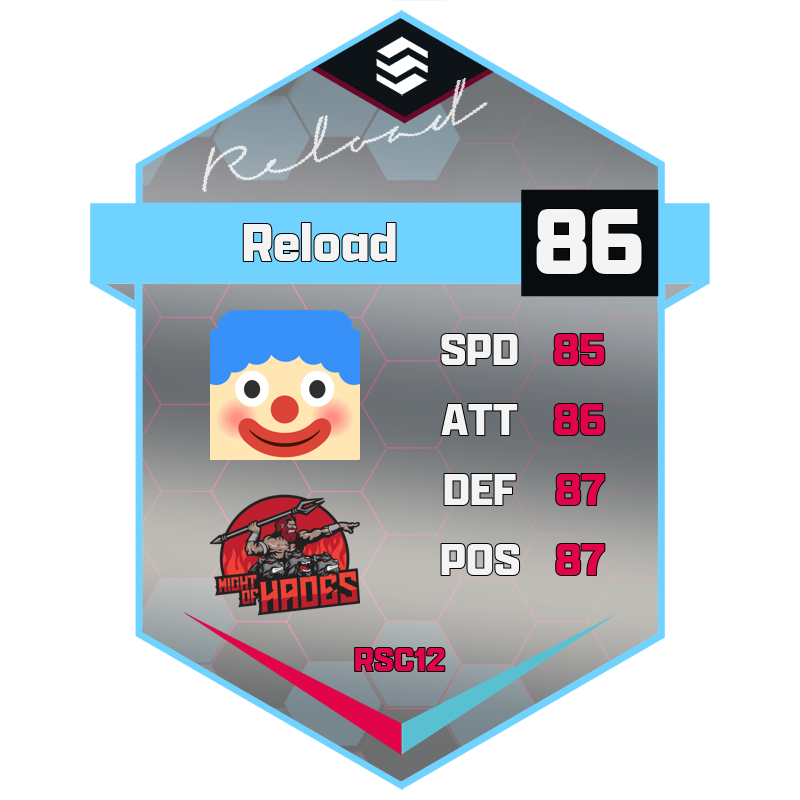 Reload
Reload 86
SPD 85
ATT 86
DEF 87
POS 87
MIGHT
OF HADES
RSC12